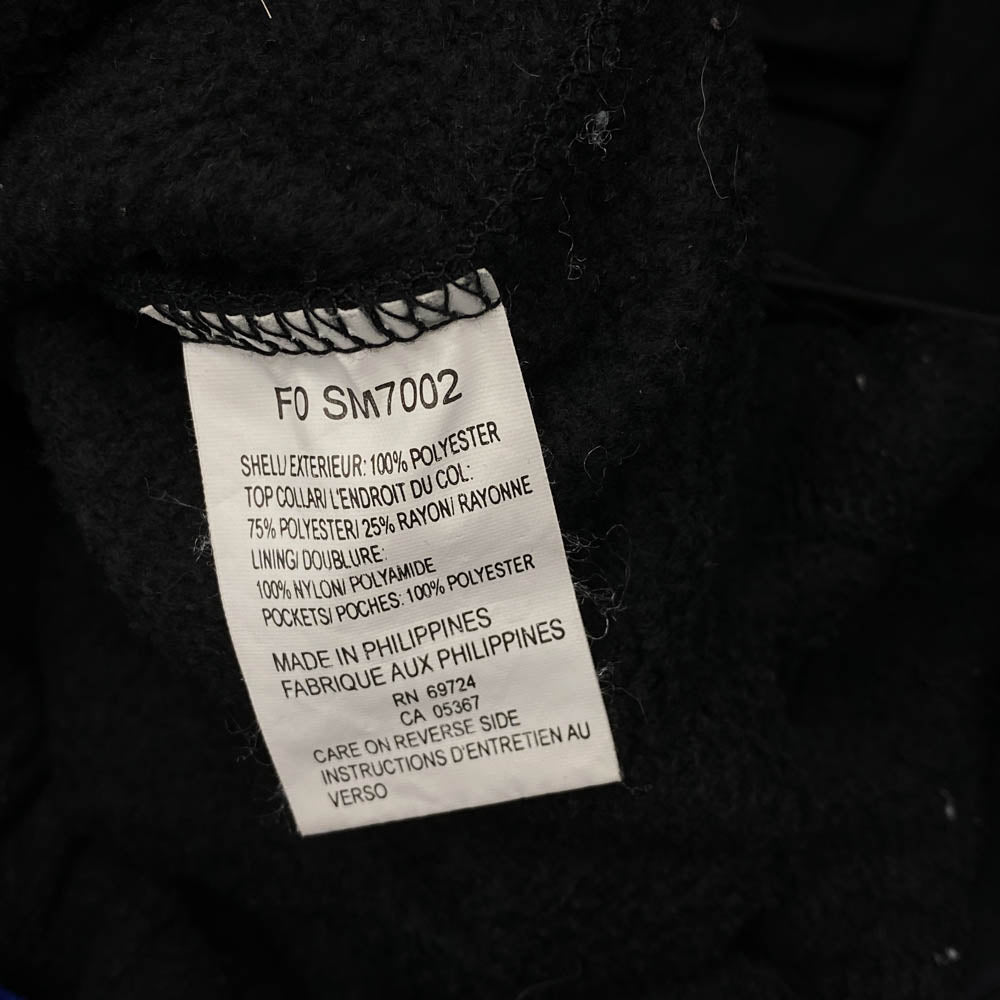 F0 SM7002
SHELL/ EXTERIEUR: 100% POLYESTER
TOP COLLAR/ L'ENDROIT DU COL:
75% POLYESTER/ 25% RAYON/ RAYONNE
LINING/ DOUBLURE:
100% NYLON/ POLYAMIDE
POCKETS/ POCHES: 100% POLYESTER
MADE IN PHILIPPINES
FABRIQUE AUX PHILIPPINES
RN 69724
CA 05367
CARE ON REVERSE SIDE
INSTRUCTIONS D'ENTRETIEN AU
VERSO